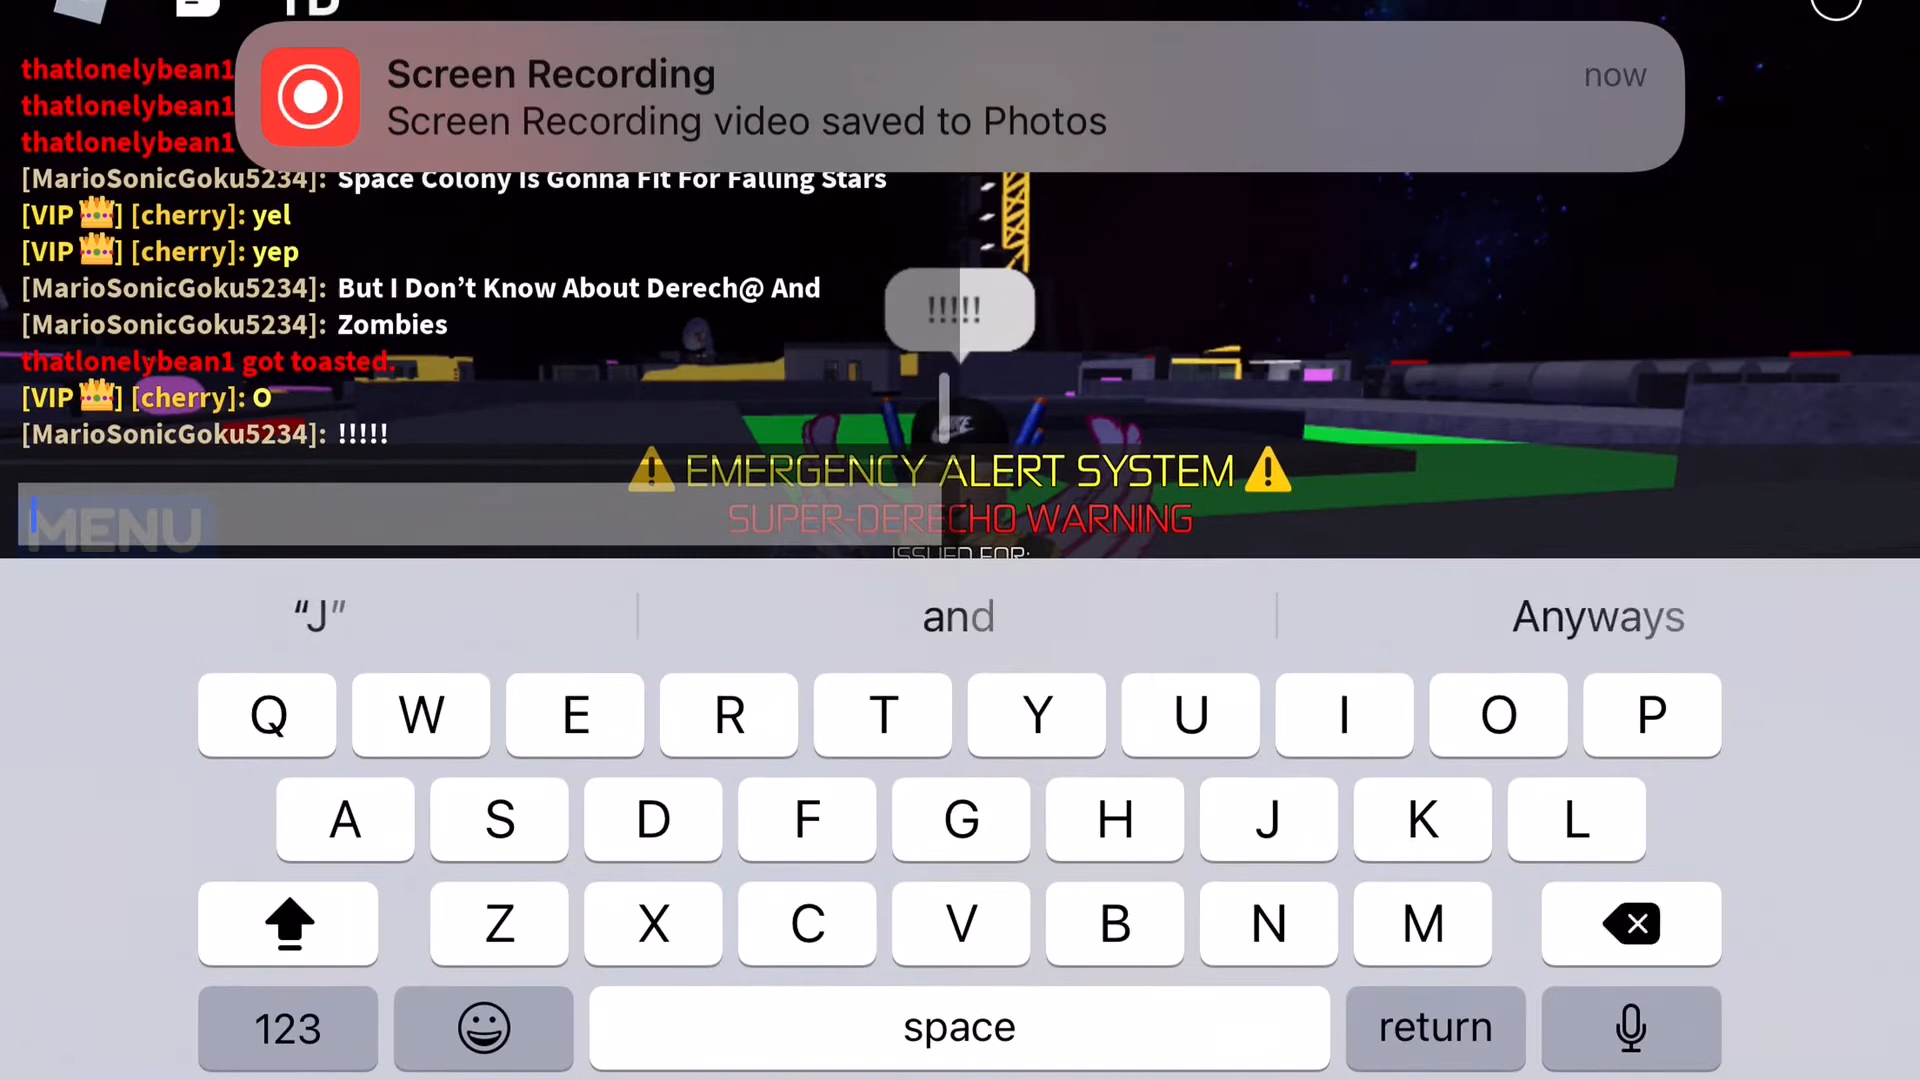 Screen Recording
now
Screen Recording video saved to Photos
thatlonelybean1
thatlonelybean1
thatlonelybean1
[MarioSonicGoku5234]: Space Colony Is Gonna Fit For Falling Stars
[VIP👑] [cherry]: yel
[VIP👑] [cherry]: yep
[MarioSonicGoku5234]: But I Don’t Know About Derech@ And
[MarioSonicGoku5234]: Zombies
thatlonelybean1 got toasted.
[VIP👑] [cherry]: O
[MarioSonicGoku5234]: !!!!!
!!!!!
⚠️ EMERGENCY ALERT SYSTEM ⚠️
SUPER-DERECHO WARNING
ISSUED FOR:
MENU
“J”
and
Anyways
Q W E R T Y U I O P
A S D F G H J K L
Z X C V B N M
123
space
return